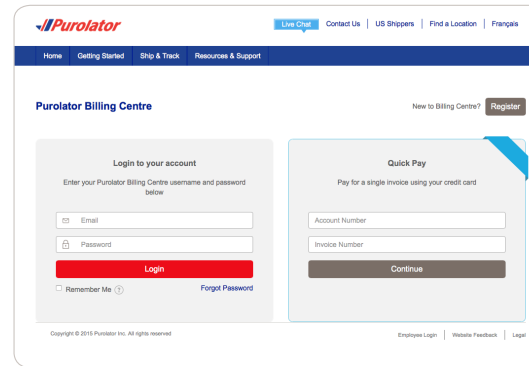 Purolator
Live Chat Contact Us US Shippers Find a Location Français
Home Getting Started Ship & Track Resources & Support
Purolator Billing Centre
New to Billing Centre? Register
Login to your account
Enter your Purolator Billing Centre username and password
below
Email
Password
Login
Remember Me ?
Forgot Password
Quick Pay
Pay for a single invoice using your credit card
Account Number
Invoice Number
Continue
Copyright © 2015 Purolator Inc. All rights reserved
Employee Login Website Feedback Legal